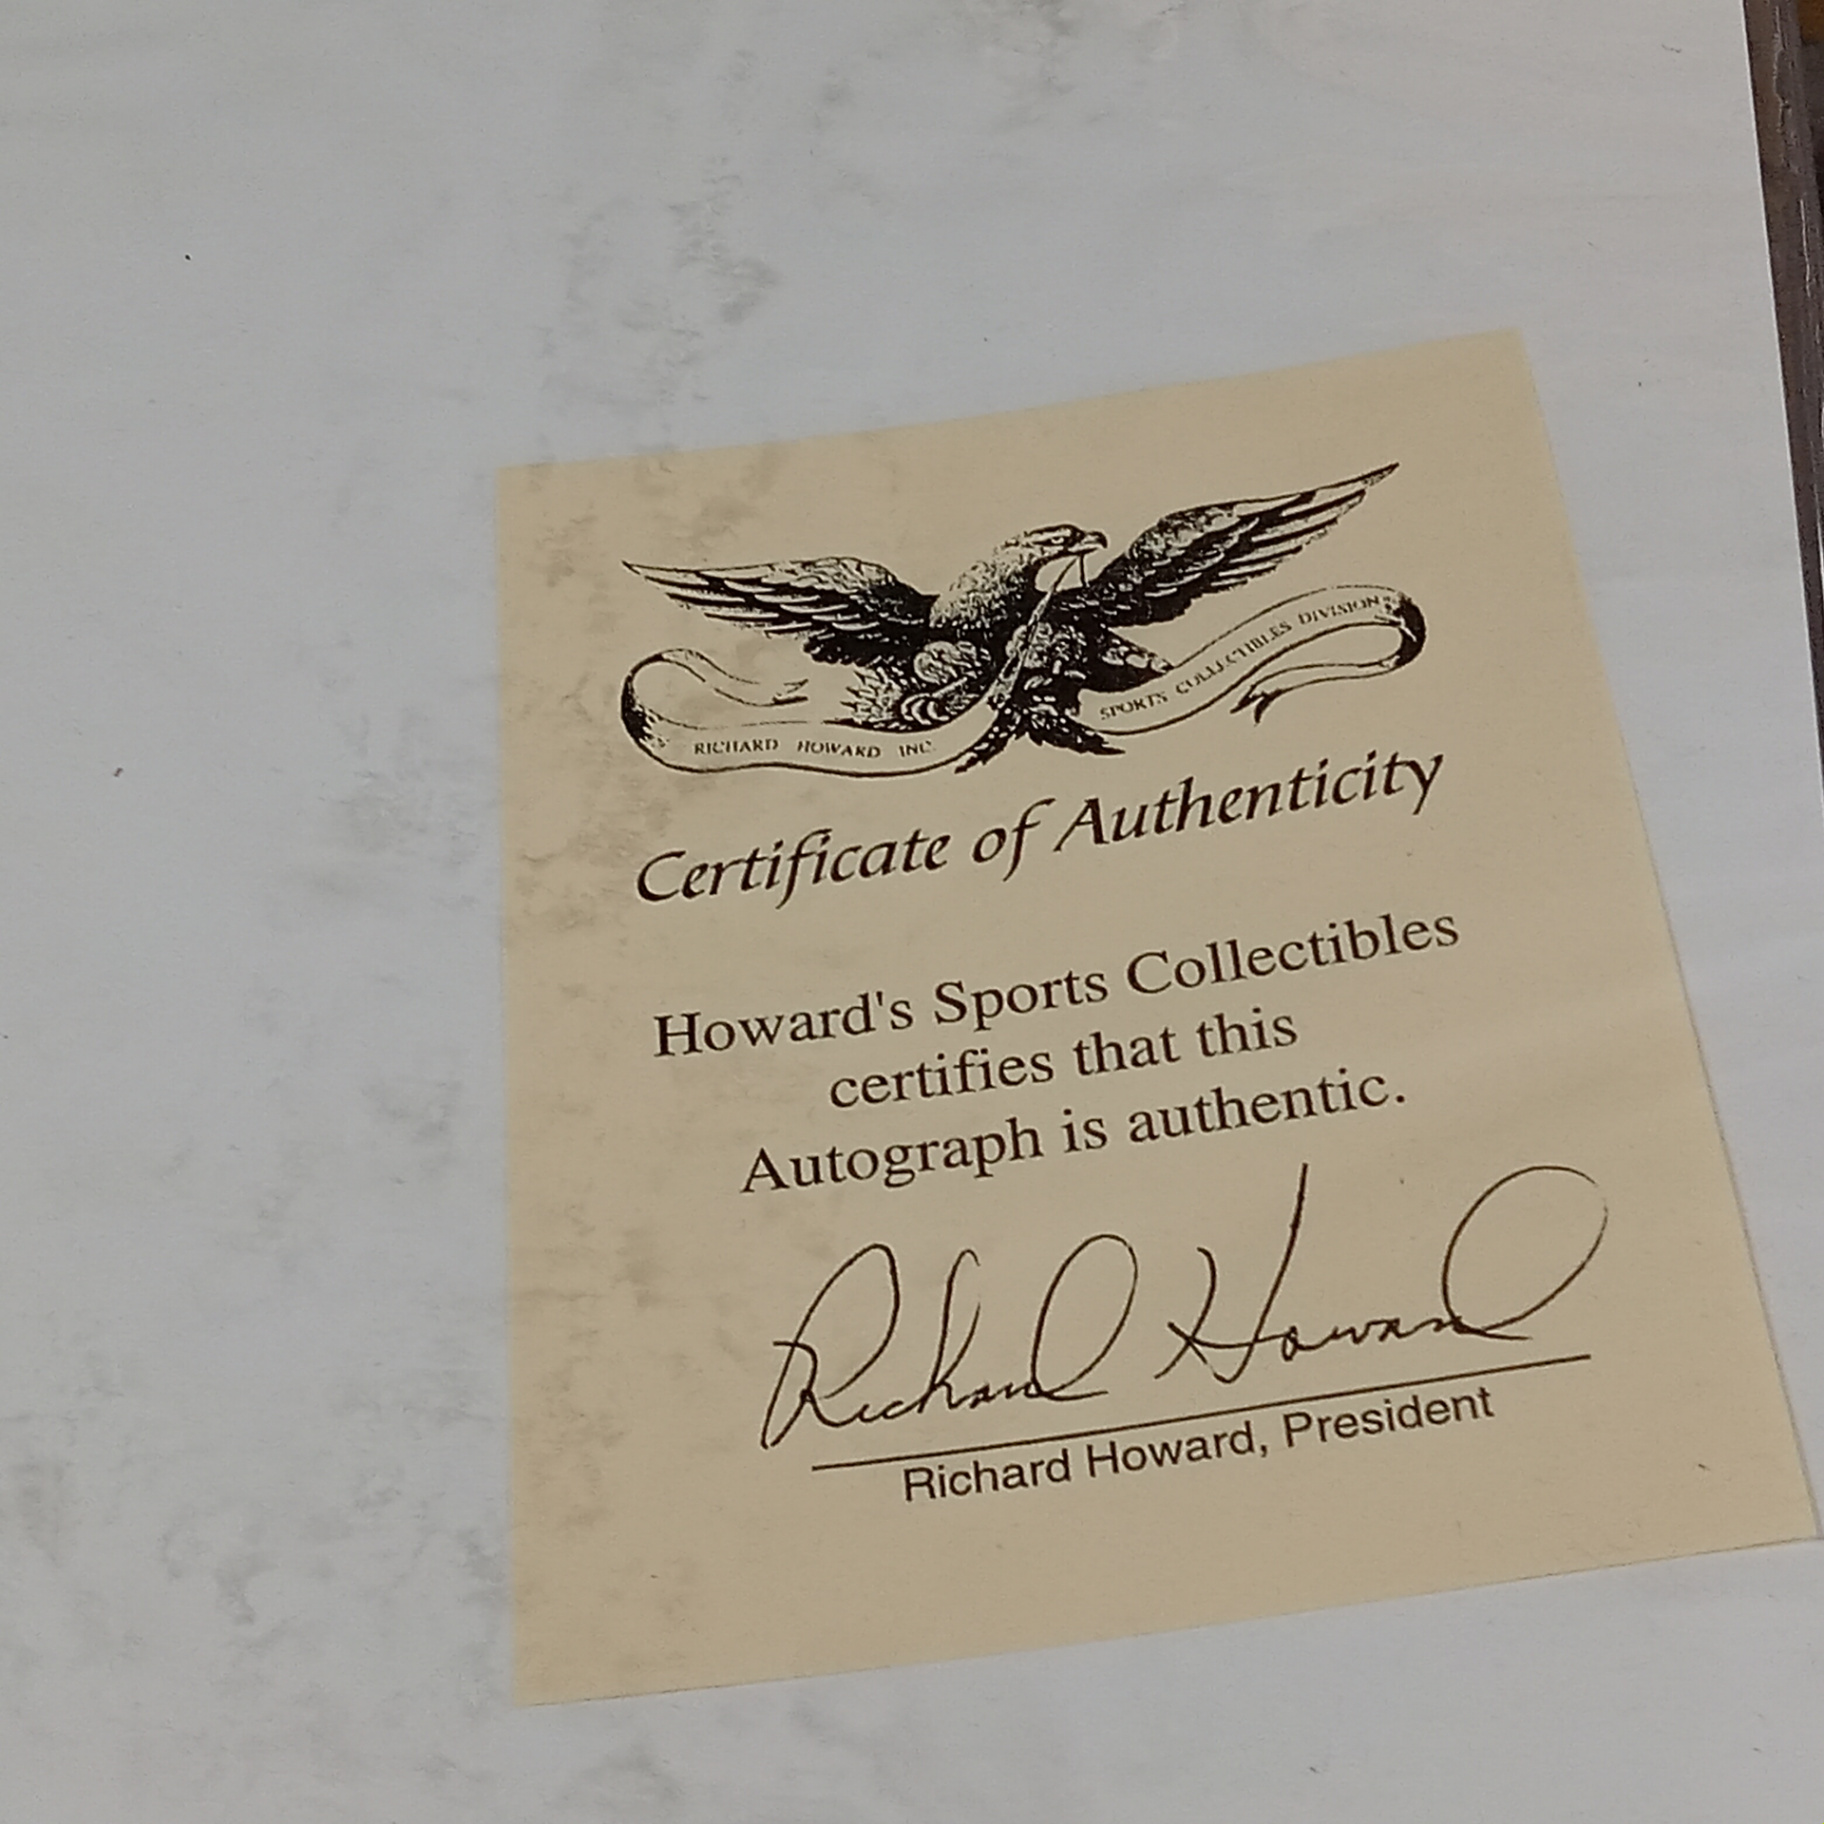 RICHARD HOWARD INC.
SPORTS COLLECTIBLES DIVISION
Certificate of Authenticity
Howard's Sports Collectibles
certifies that this
Autograph is authentic.
Richard Howard
Richard Howard, President